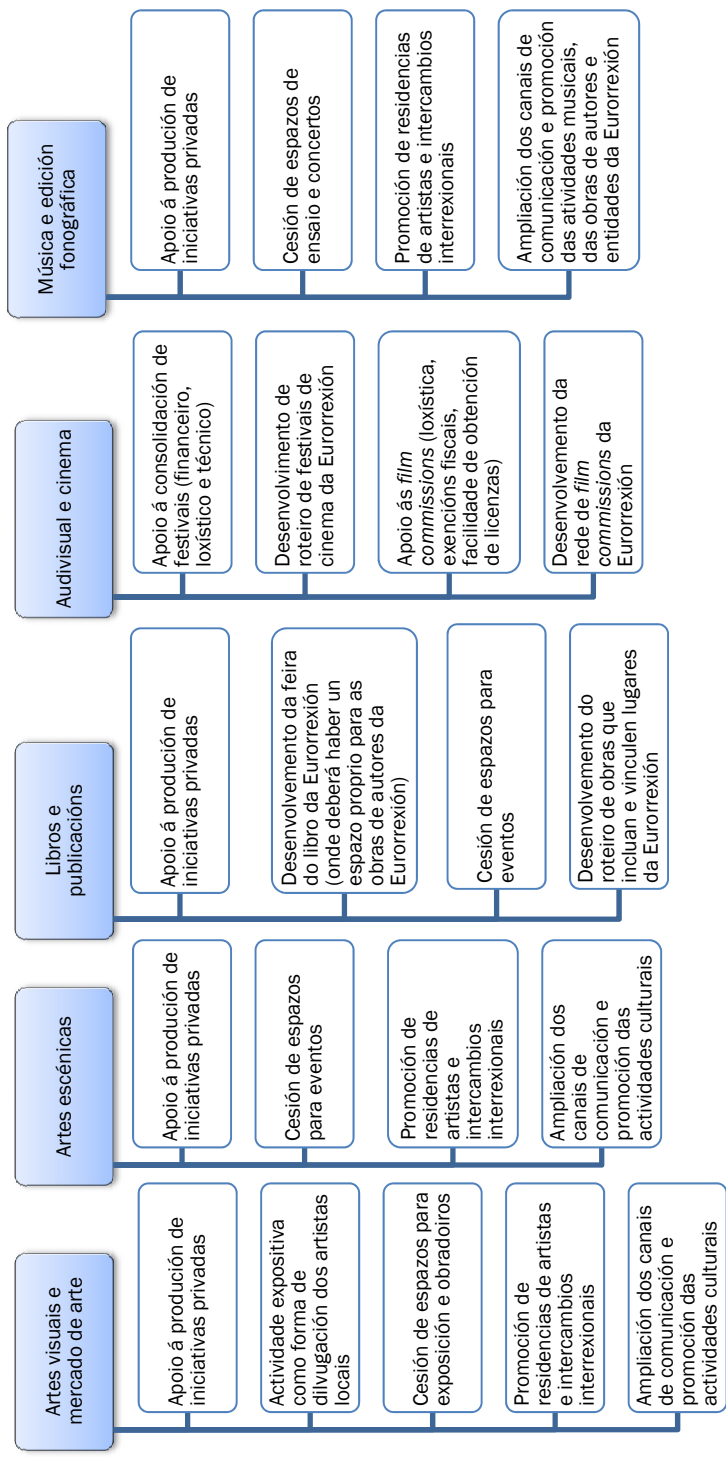 Artes visuais e
mercado de arte
Apoio á produción de
iniciativas privadas
Actividade expositiva
como forma de
dilvugación dos artistas
locais
Cesión de espazos para
exposición e obradoiros
Promoción de
residencias de artistas
e intercambios
interrexionais
Ampliación dos canais
de comunicación e
promoción das
actividades culturais
Artes escénicas
Apoio á produción de
iniciativas privadas
Cesión de espazos
para eventos
Promoción de
residencias de
artistas e
intercambios
interrexionais
Ampliación dos
canais de
comunicación e
promoción das
actividades culturais
Libros e
publicacións
Apoio á produción de
iniciativas privadas
Desenvolvemento da feira
do libro da Eurorrexión
(onde deberá haber un
espazo proprio para as
obras de autores da
Eurorrexión)
Cesión de espazos para
eventos
Desenvolvemento do
roteiro de obras que
incluan e vinculen lugares
da Eurorrexión
Audivisual e cinema
Apoio á consolidación de
festivais (financeiro,
loxístico e técnico)
Desenvolvimento de
roteiro de festivais de
cinema da Eurorrexión
Apoio ás film
commissions (loxística,
exencións fiscais,
facilidade de obtención
de licenzas)
Desenvolvemento da
rede de film
commissions da
Eurorrexión
Música e edición
fonográfica
Apoio á produción de
iniciativas privadas
Cesión de espazos de
ensaio e concertos
Promoción de residencias
de artistas e intercambios
interrexionais
Ampliación dos canais de
comunicación e promoción
das atividades musicais,
das obras de autores e
entidades da Eurorrexión